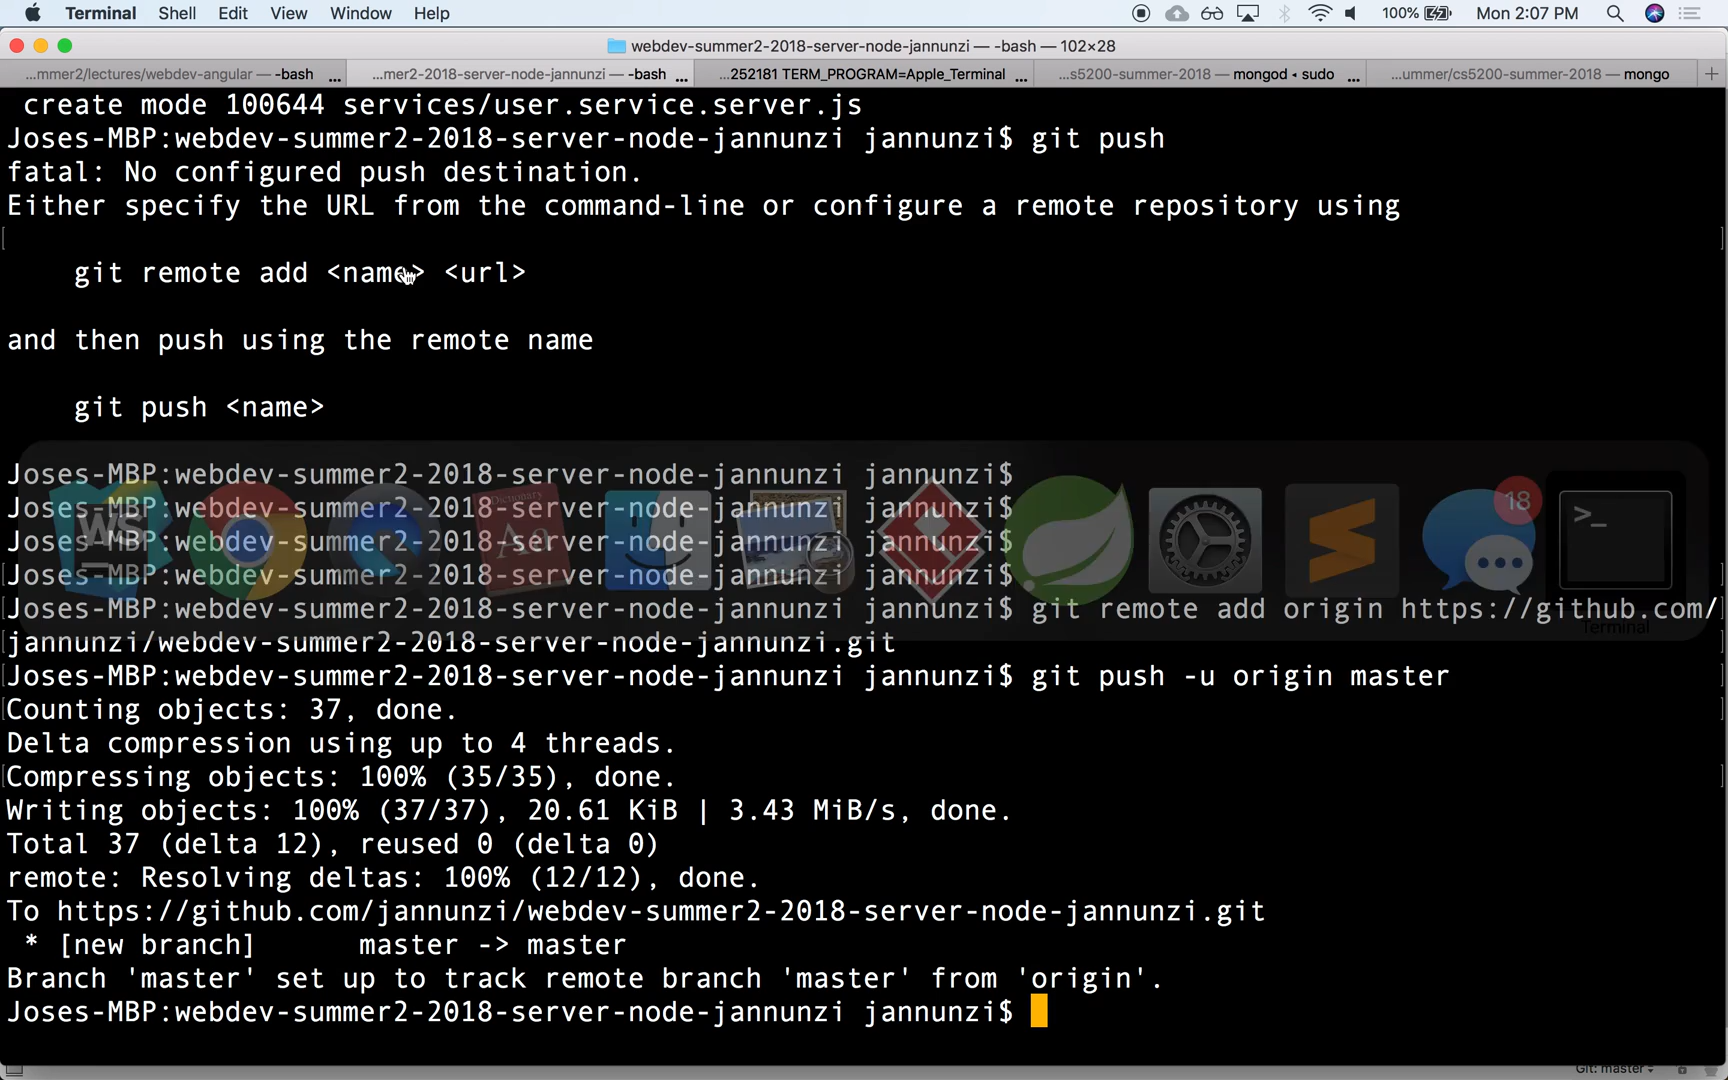 Terminal Shell Edit View Window Help 100% Mon 2:07 PM
webdev-summer2-2018-server-node-jannunzi — -bash — 102×28
...mmer2/lectures/webdev-angular — -bash ... ...mer2-2018-server-node-jannunzi — -bash ... ...252181 TERM_PROGRAM=Apple_Terminal ... ...s5200-summer-2018 — mongod ◂ sudo ... ...ummer/cs5200-summer-2018 — mongo +
create mode 100644 services/user.service.server.js
Joses-MBP:webdev-summer2-2018-server-node-jannunzi jannunzi$ git push
fatal: No configured push destination.
Either specify the URL from the command-line or configure a remote repository using
git remote add <name> <url>
and then push using the remote name
git push <name>
Joses-MBP:webdev-summer2-2018-server-node-jannunzi jannunzi$
Joses-MBP:webdev-summer2-2018-server-node-jannunzi jannunzi$
Joses-MBP:webdev-summer2-2018-server-node-jannunzi jannunzi$
Joses-MBP:webdev-summer2-2018-server-node-jannunzi jannunzi$
Joses-MBP:webdev-summer2-2018-server-node-jannunzi jannunzi$ git remote add origin https://github.com/
jannunzi/webdev-summer2-2018-server-node-jannunzi.git
Joses-MBP:webdev-summer2-2018-server-node-jannunzi jannunzi$ git push -u origin master
Counting objects: 37, done.
Delta compression using up to 4 threads.
Compressing objects: 100% (35/35), done.
Writing objects: 100% (37/37), 20.61 KiB | 3.43 MiB/s, done.
Total 37 (delta 12), reused 0 (delta 0)
remote: Resolving deltas: 100% (12/12), done.
To https://github.com/jannunzi/webdev-summer2-2018-server-node-jannunzi.git
* [new branch] master -> master
Branch 'master' set up to track remote branch 'master' from 'origin'.
Joses-MBP:webdev-summer2-2018-server-node-jannunzi jannunzi$
WS
Dictionary
Aa
18
>_
Terminal
Git: master